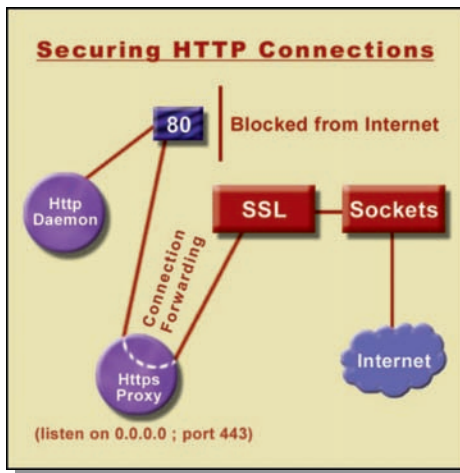 Securing HTTP Connections
80
Blocked from Internet
Http
Daemon
SSL
Sockets
Connection
Forwarding
Https
Proxy
Internet
(listen on 0.0.0.0 ; port 443)